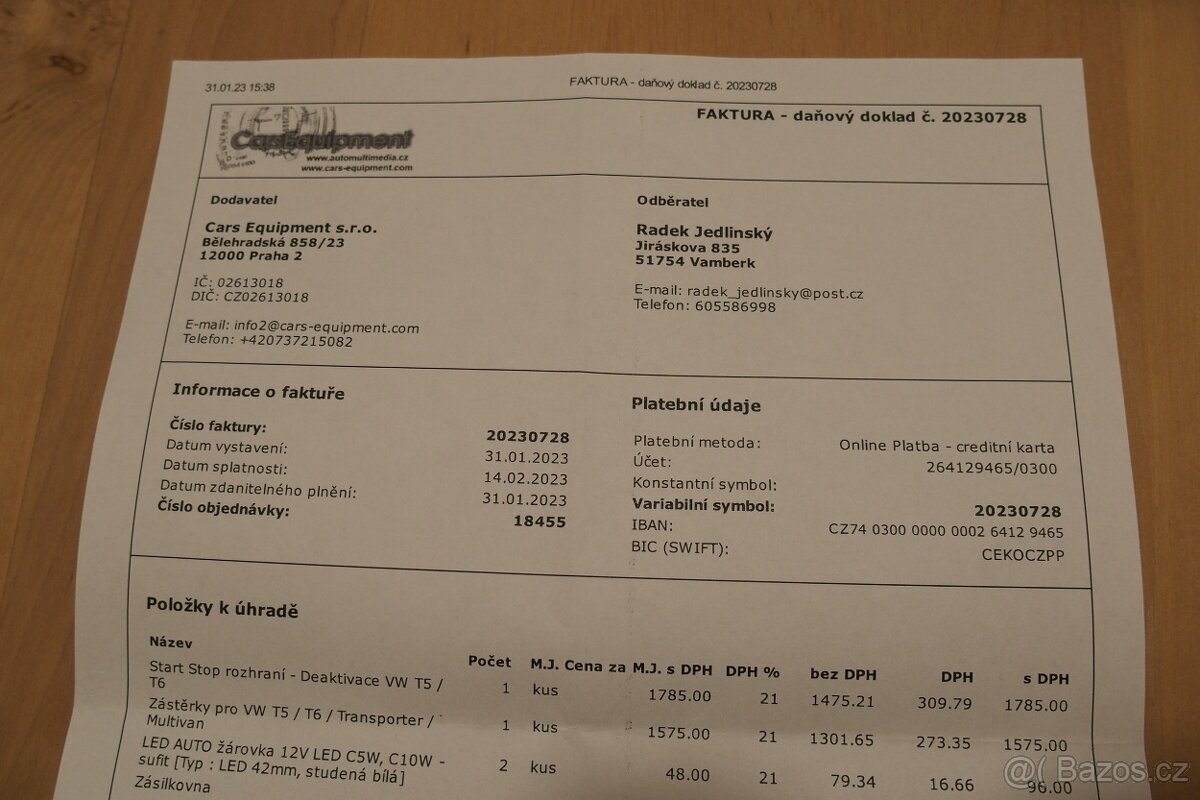 31.01.23 15:38
FAKTURA - daňový doklad č. 20230728
CarsEquipment
www.automultimedia.cz
www.cars-equipment.com
FAKTURA - daňový doklad č. 20230728
Dodavatel
Cars Equipment s.r.o.
Bělehradská 858/23
12000 Praha 2
IČ: 02613018
DIČ: CZ02613018
E-mail: info2@cars-equipment.com
Telefon: +420737215082
Odběratel
Radek Jedlinský
Jiráskova 835
51754 Vamberk
E-mail: radek_jedlinsky@post.cz
Telefon: 605586998
Informace o faktuře
Číslo faktury: 20230728
Datum vystavení: 31.01.2023
Datum splatnosti: 14.02.2023
Datum zdanitelného plnění: 31.01.2023
Číslo objednávky: 18455
Platební údaje
Platební metoda: Online Platba - creditní karta
Účet: 264129465/0300
Konstantní symbol:
Variabilní symbol: 20230728
IBAN: CZ74 0300 0000 0002 6412 9465
BIC (SWIFT): CEKOCZPP
Položky k úhradě
Název Počet M.J. Cena za M.J. s DPH DPH % bez DPH DPH s DPH
Start Stop rozhraní - Deaktivace VW T5 / 1 kus 1785.00 21 1475.21 309.79 1785.00
T6
Zástěrky pro VW T5 / T6 / Transporter / 1 kus 1575.00 21 1301.65 273.35 1575.00
Multivan
LED AUTO žárovka 12V LED C5W, C10W - 2 kus 48.00 21 79.34 16.66 96.00
sufit [Typ : LED 42mm, studená bílá]
Zásilkovna
@( Bazos.cz